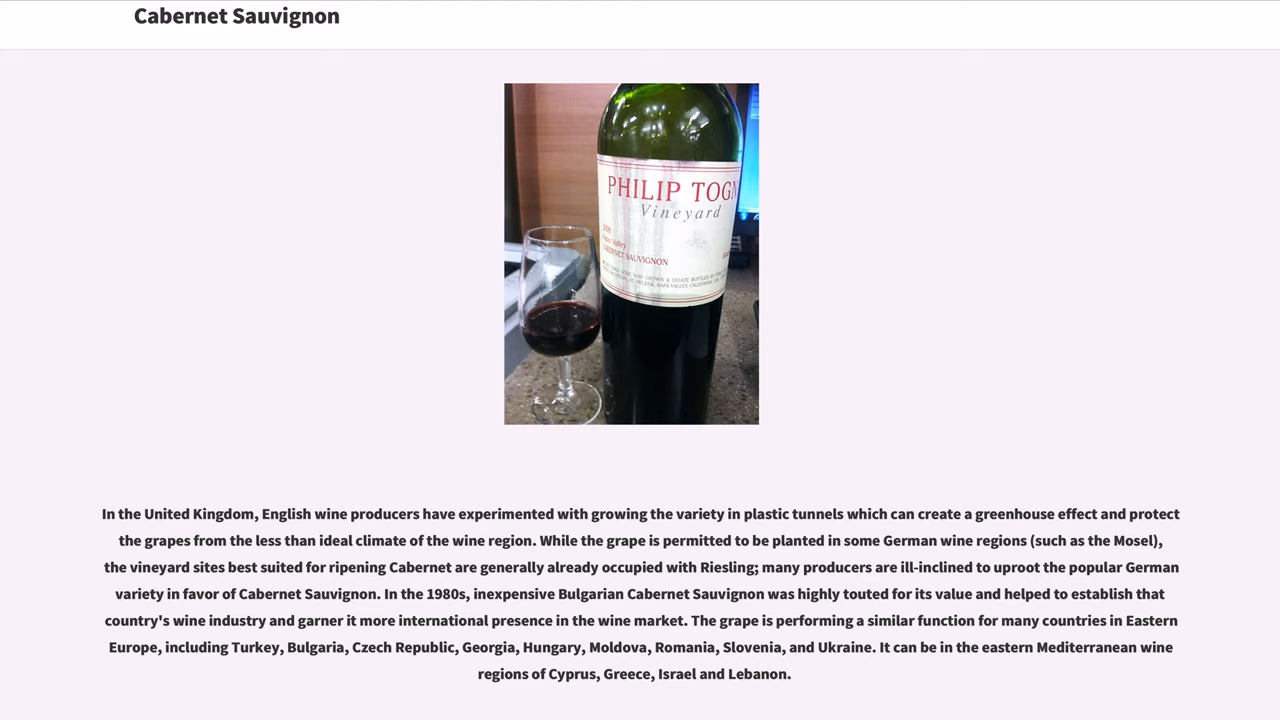 Cabernet Sauvignon
PHILIP TOG
Vineyard
CABERNET SAUVIGNON
In the United Kingdom, English wine producers have experimented with growing the variety in plastic tunnels which can create a greenhouse effect and protect
the grapes from the less than ideal climate of the wine region. While the grape is permitted to be planted in some German wine regions (such as the Mosel),
the vineyard sites best suited for ripening Cabernet are generally already occupied with Riesling; many producers are ill-inclined to uproot the popular German
variety in favor of Cabernet Sauvignon. In the 1980s, inexpensive Bulgarian Cabernet Sauvignon was highly touted for its value and helped to establish that
country's wine industry and garner it more international presence in the wine market. The grape is performing a similar function for many countries in Eastern
Europe, including Turkey, Bulgaria, Czech Republic, Georgia, Hungary, Moldova, Romania, Slovenia, and Ukraine. It can be in the eastern Mediterranean wine
regions of Cyprus, Greece, Israel and Lebanon.